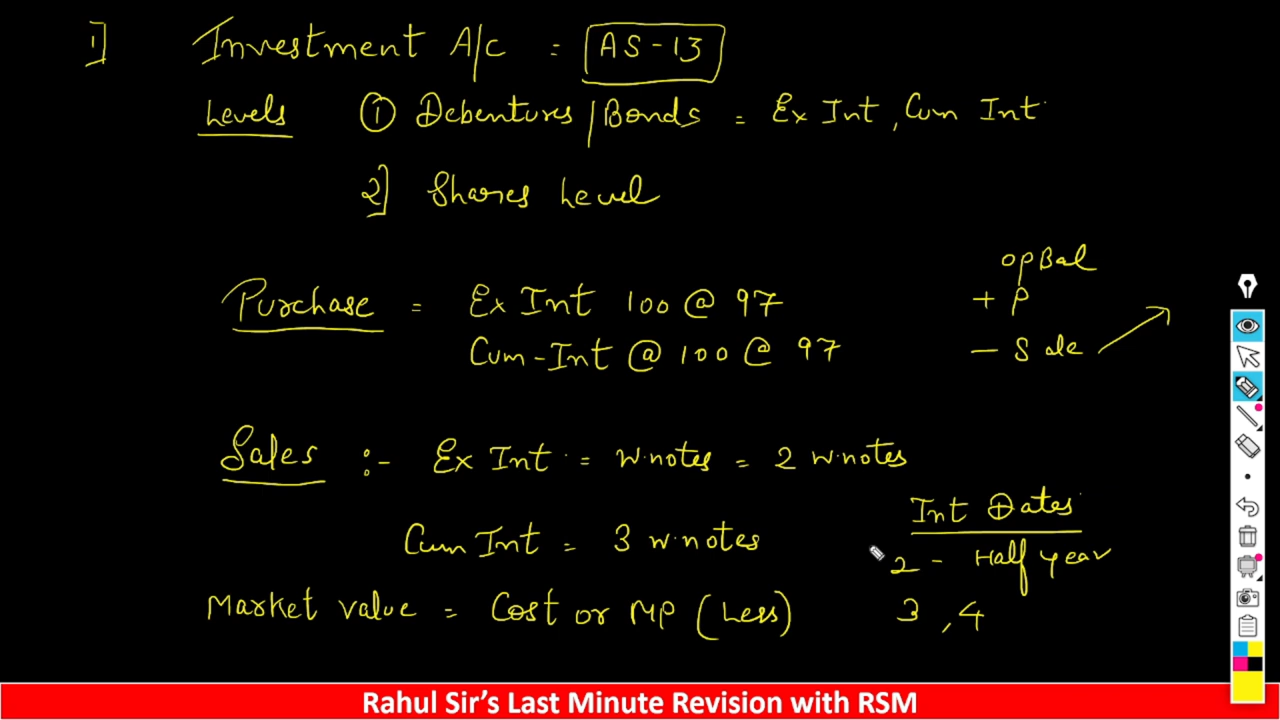 1] Investment A/c = AS-13
Levels ① Debentures/Bonds = Ex Int, Cum Int
2] Shares Level
Purchase = Ex Int 100 @ 97
Cum-Int @ 100 @ 97
OpBal
+ P
- Sale
Sales :- Ex Int = W.notes = 2 W.notes
Cum Int = 3 W.notes
Market Value = Cost or MP (Less)
Int Dates
2 - Half year
3, 4
Rahul Sir's Last Minute Revision with RSM